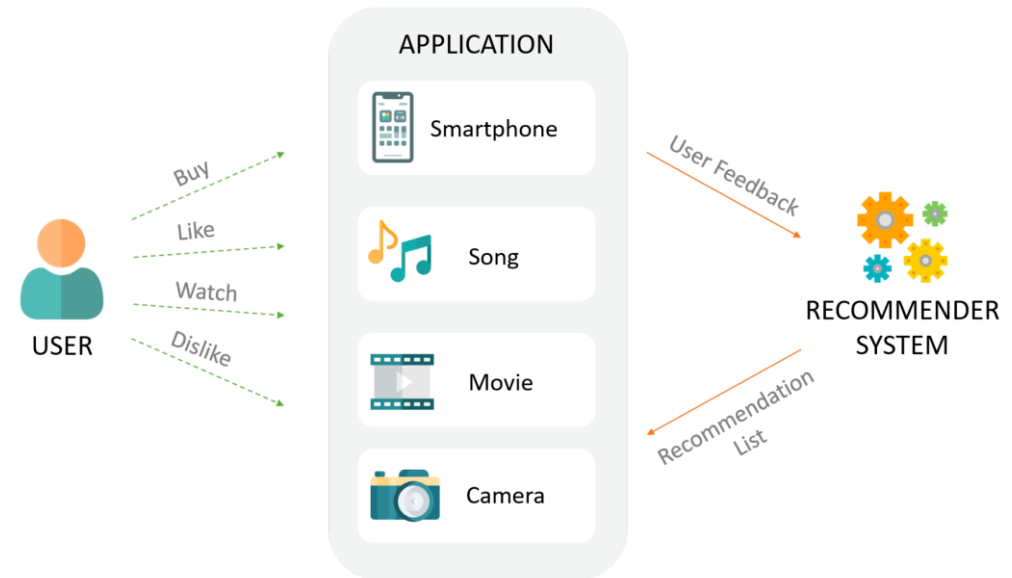 APPLICATION
Smartphone
Buy
User Feedback
Like
Song
Watch
RECOMMENDER
SYSTEM
USER
Dislike
Movie
Recommendation
List
Camera